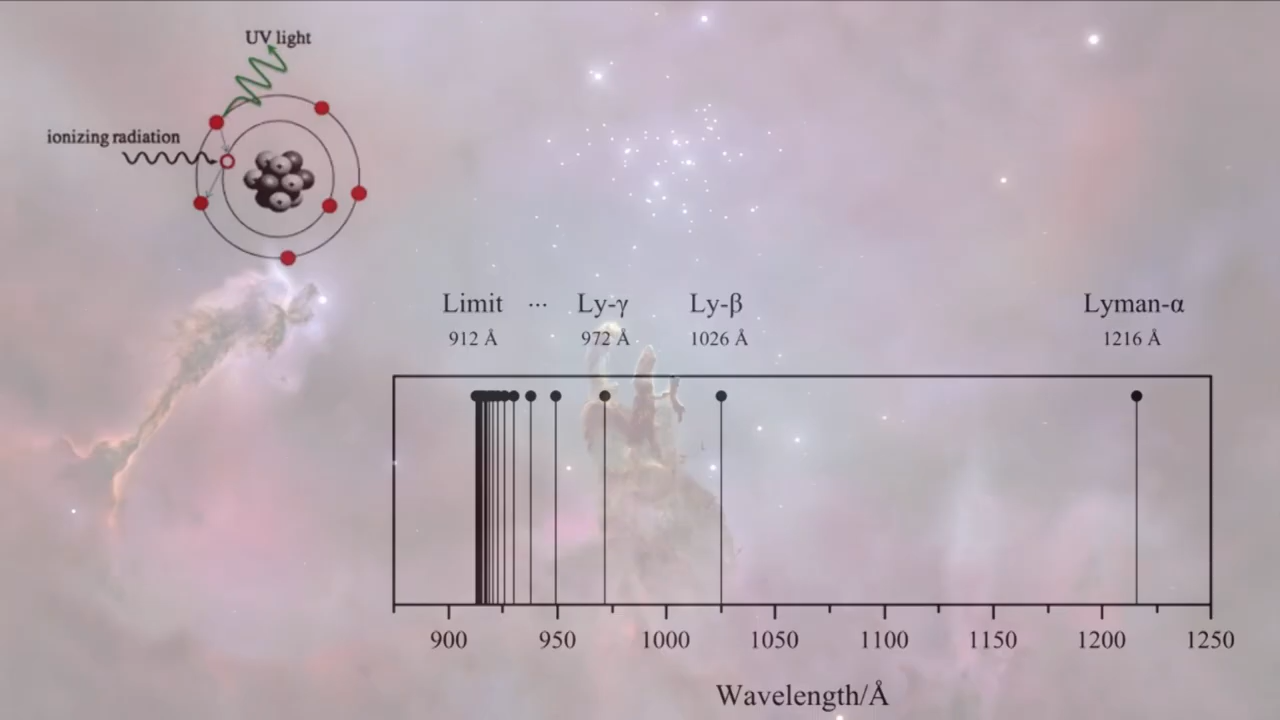 UV light
ionizing radiation
Limit ... Ly-γ Ly-β Lyman-α
912 Å 972 Å 1026 Å 1216 Å
900 950 1000 1050 1100 1150 1200 1250
Wavelength/Å